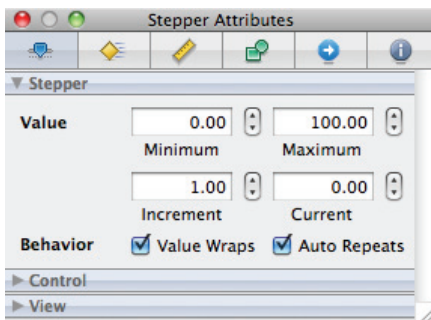 Stepper Attributes
Stepper
Value 0.00 100.00
Minimum Maximum
1.00 0.00
Increment Current
Behavior Value Wraps Auto Repeats
Control
View